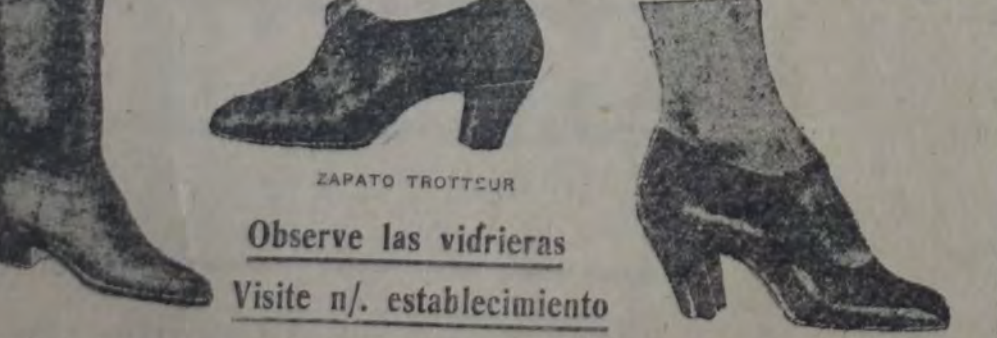 ZAPATO TROTTEUR
Observe las vidrieras
Visite n/. establecimiento